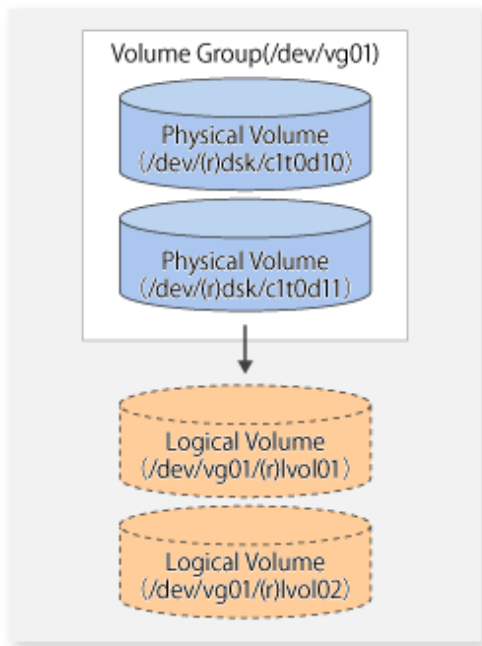 Volume Group(/dev/vg01)
Physical Volume
(/dev/(r)dsk/c1t0d10)
Physical Volume
(/dev/(r)dsk/c1t0d11)
Logical Volume
(/dev/vg01/(r)lvol01)
Logical Volume
(/dev/vg01/(r)lvol02)